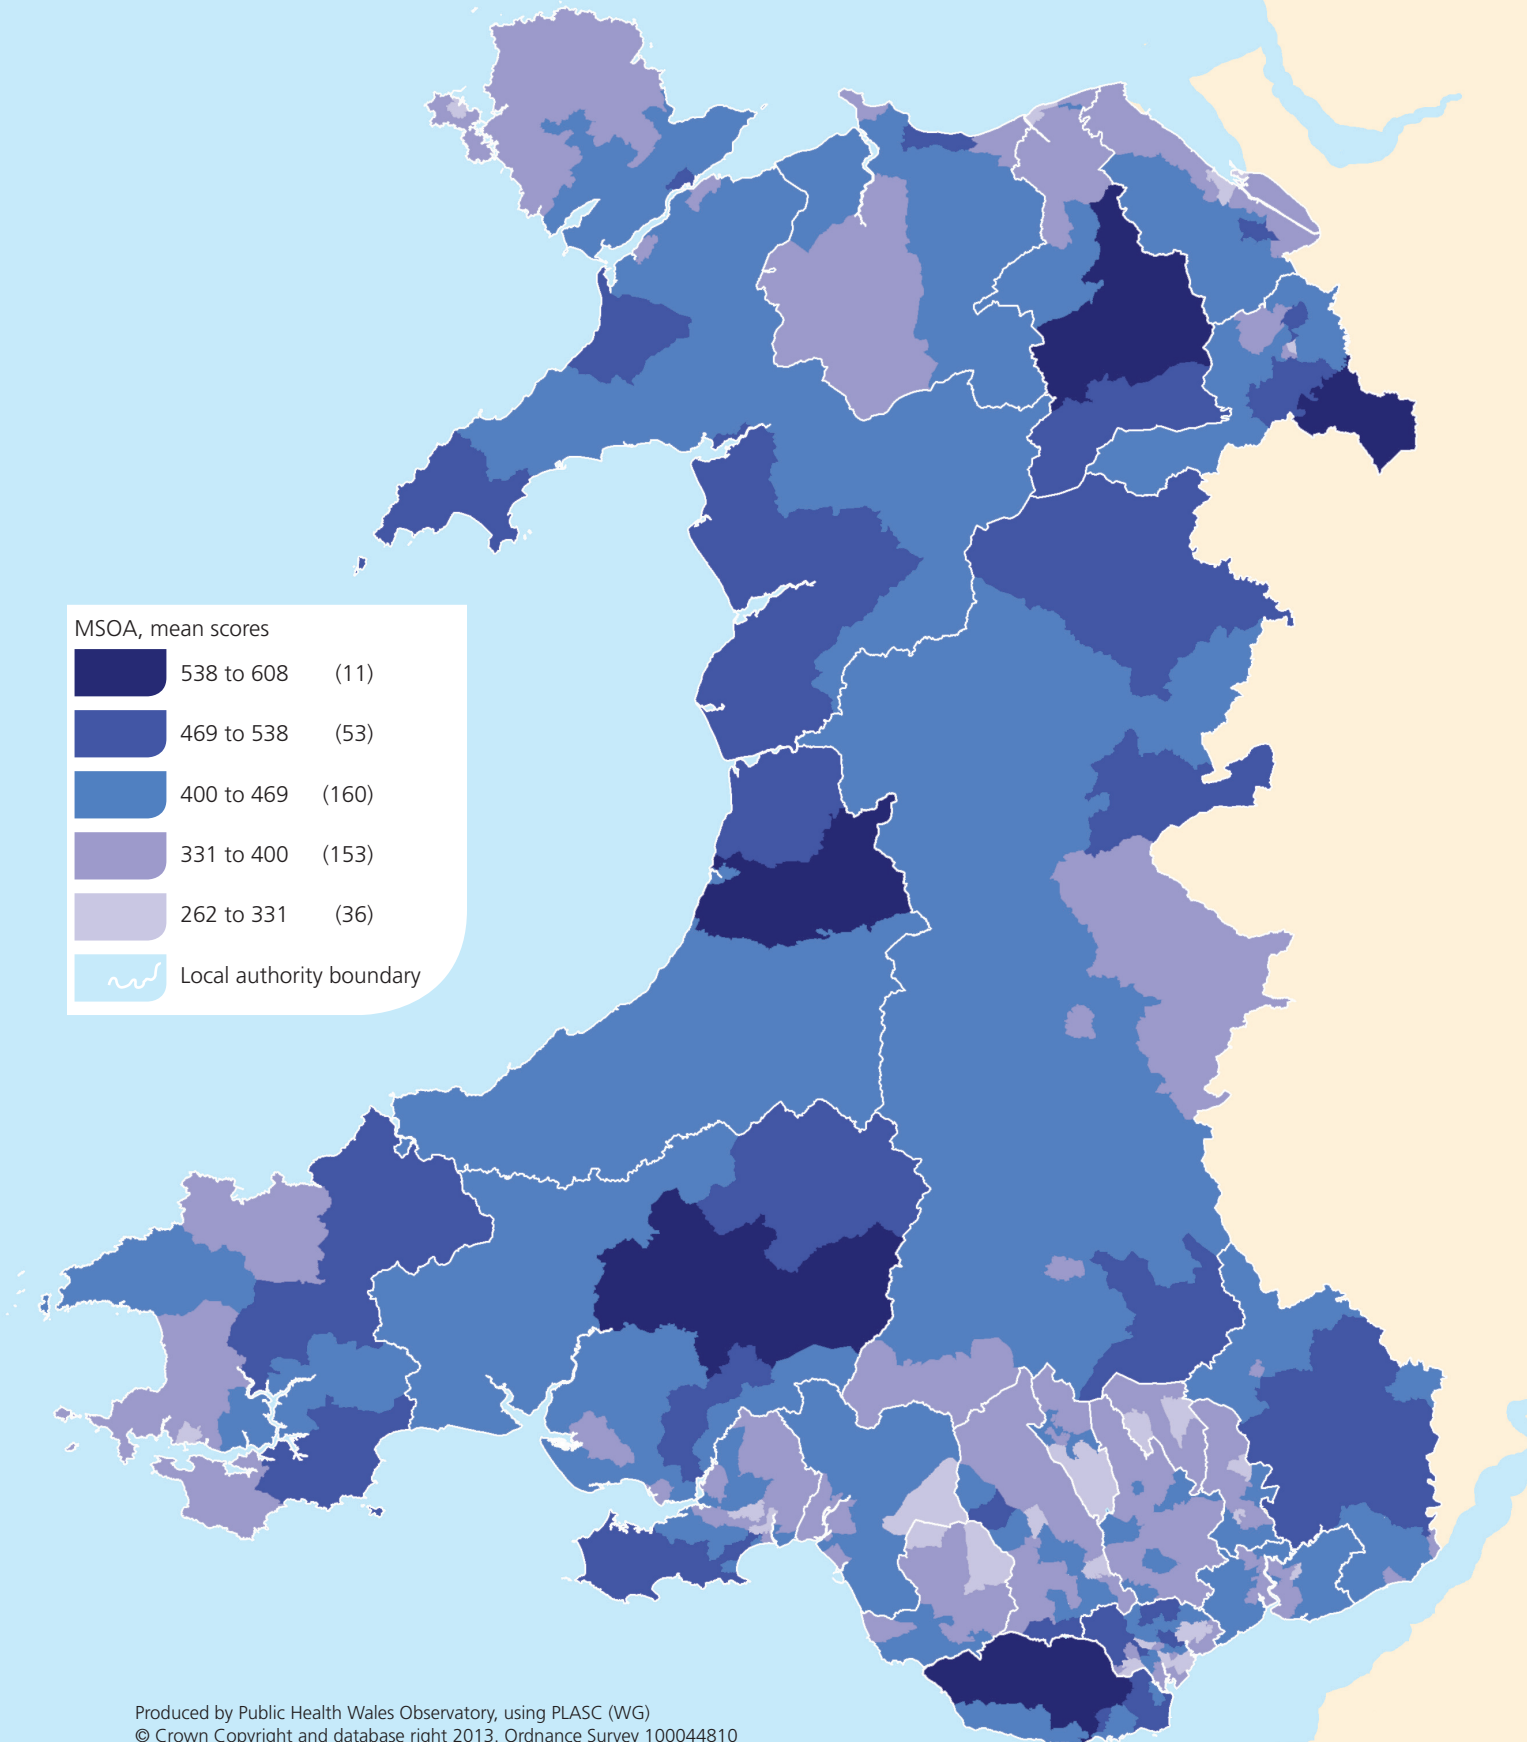 MSOA, mean scores
538 to 608 (11)
469 to 538 (53)
400 to 469 (160)
331 to 400 (153)
262 to 331 (36)
Local authority boundary
Produced by Public Health Wales Observatory, using PLASC (WG)
© Crown Copyright and database right 2013, Ordnance Survey 100044810